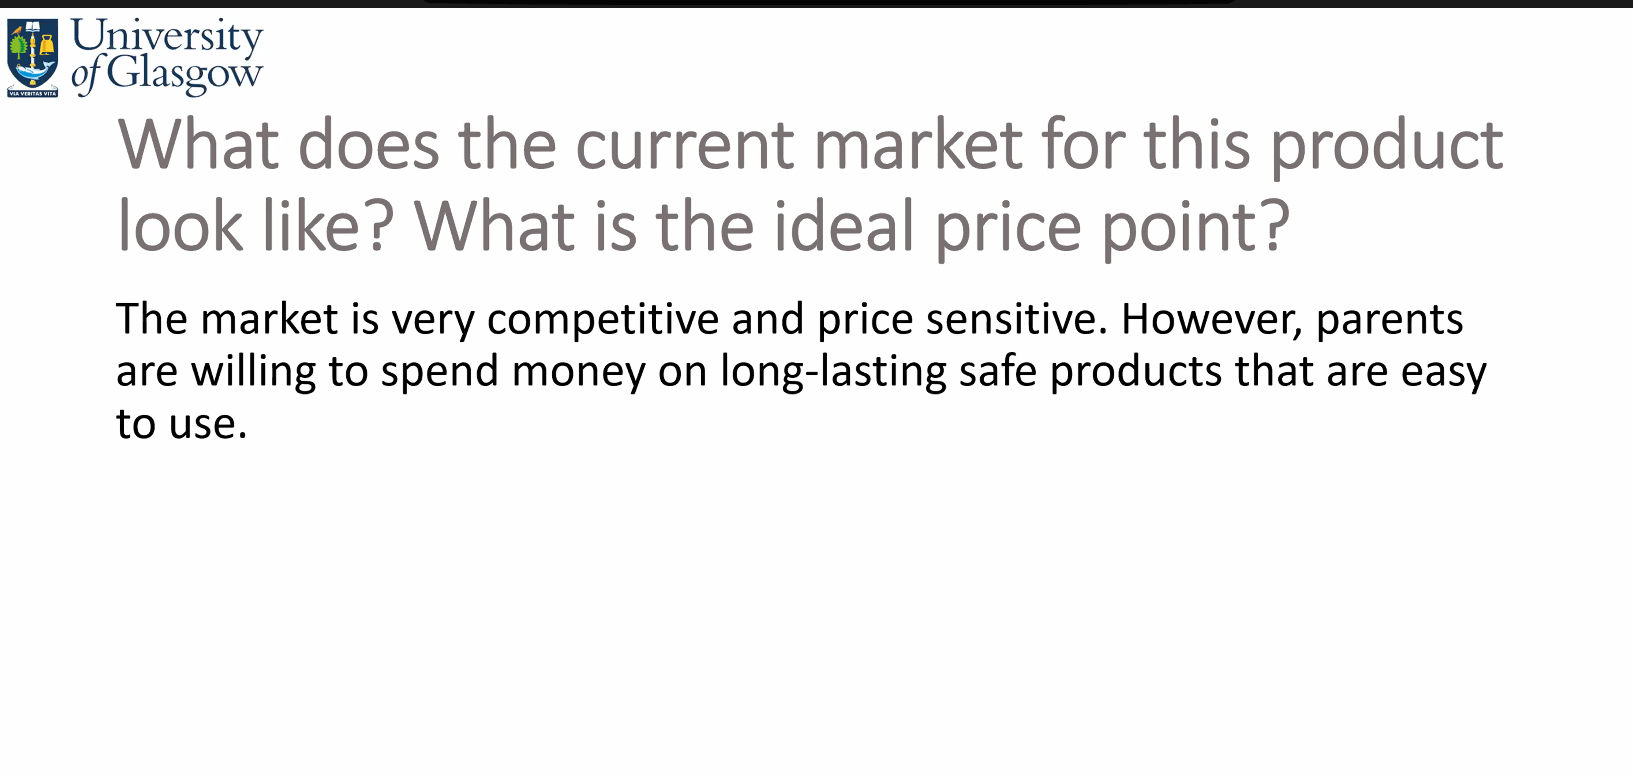 University
of Glasgow
VIA VERITAS VITA
What does the current market for this product
look like? What is the ideal price point?
The market is very competitive and price sensitive. However, parents
are willing to spend money on long-lasting safe products that are easy
to use.